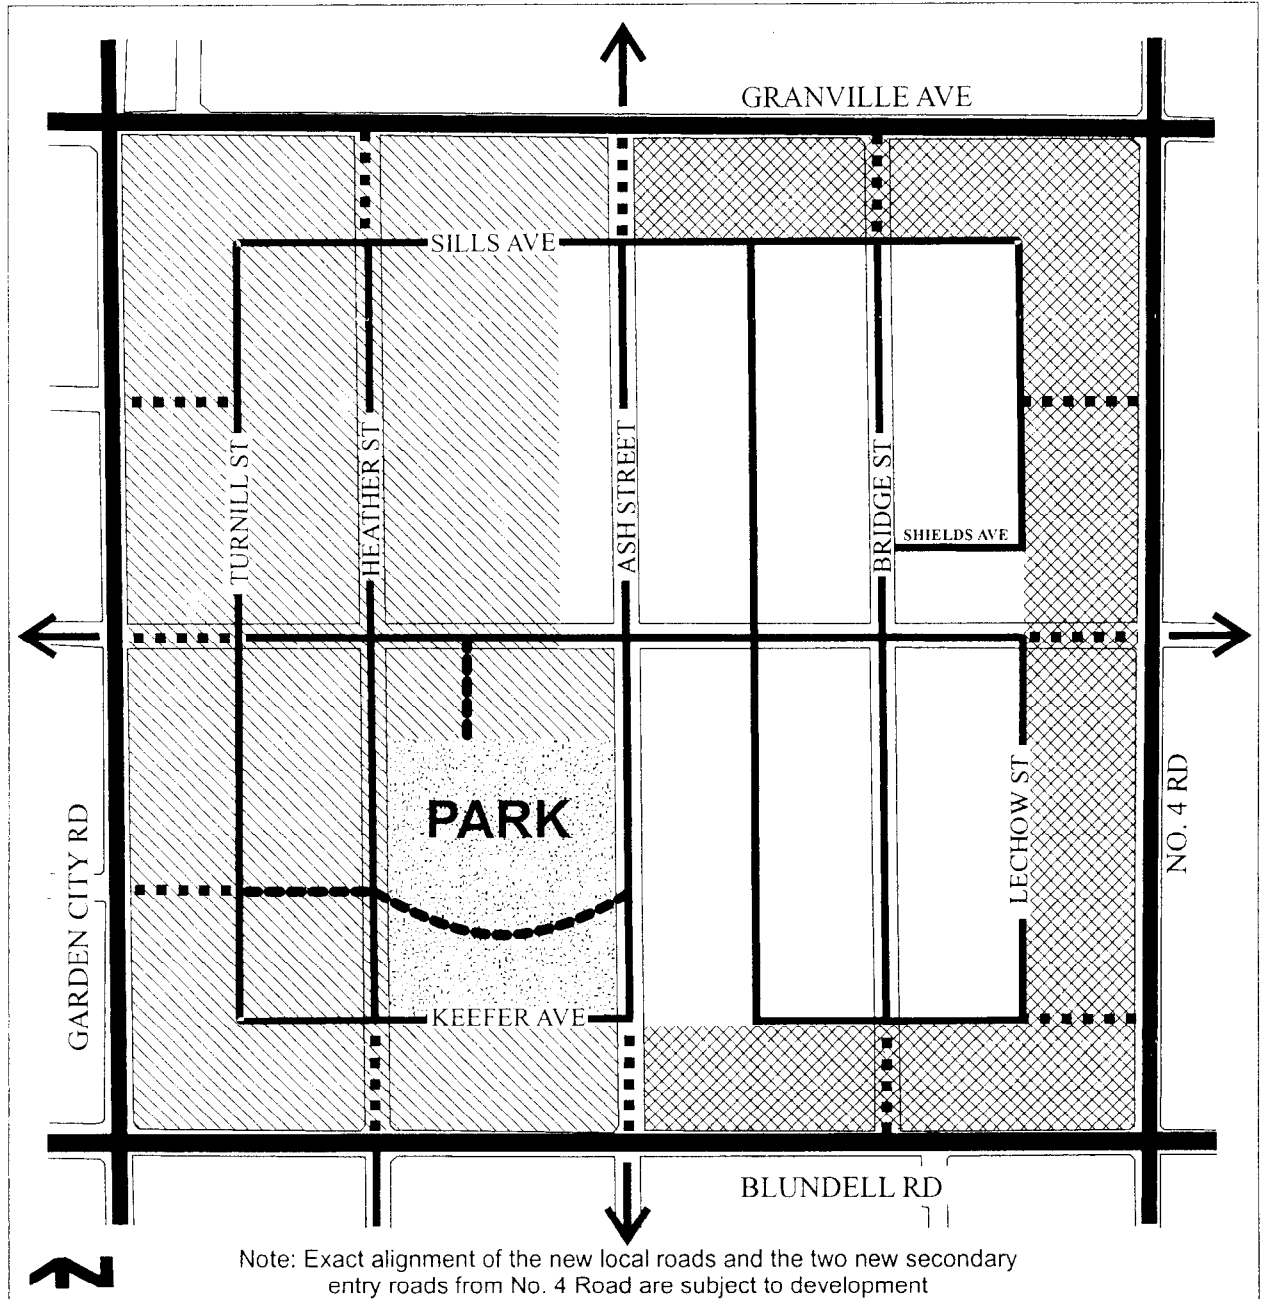 GRANVILLE AVE
SILLS AVE
TURNILL ST
HEATHER ST
ASH STREET
BRIDGE ST
SHIELDS AVE
PARK
LECHOW ST
NO. 4 RD
GARDEN CITY RD
KEEFER AVE
BLUNDELL RD
N
Note: Exact alignment of the new local roads and the two new secondary
entry roads from No. 4 Road are subject to development